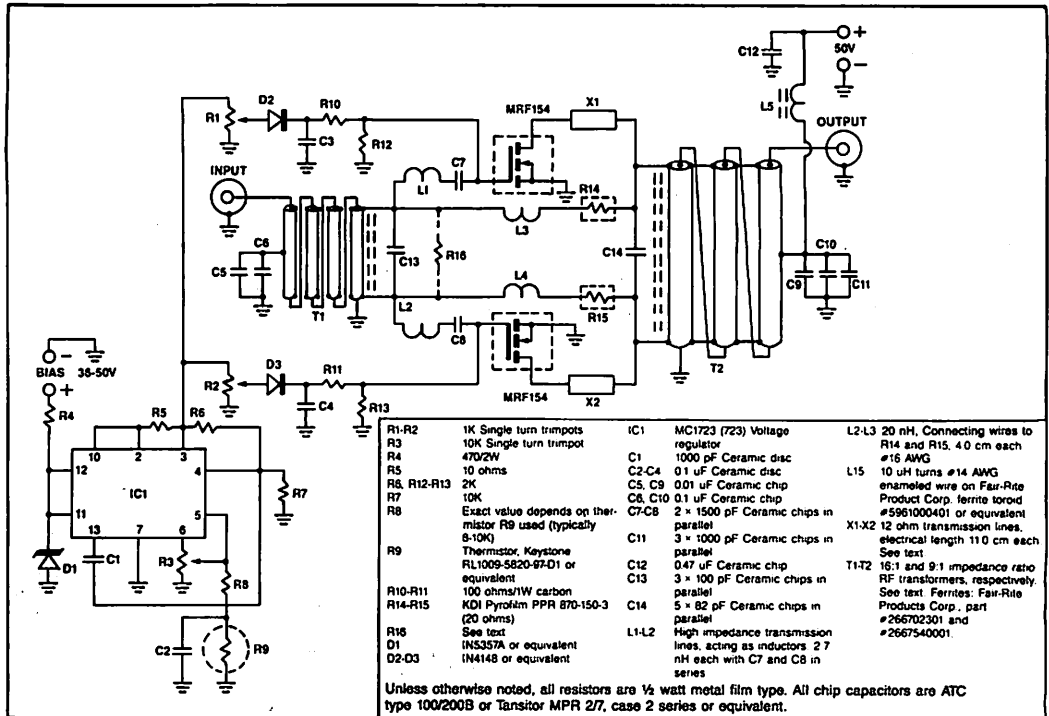 C12
+
50V
−
L5
OUTPUT
MRF154
X1
D2
R10
R1
C3
R12
C7
L1
INPUT
R14
L3
C5
C6
C13
R16
C14
C10
L4
C9
C11
L2
T1
R15
C8
T2
− BIAS 38-50V
+
R2
D3
R11
C4
R13
MRF154
X2
R4
R5
R6
10
2
3
12
4
IC1
R7
11
5
13
7
6
D1
C1
R3
R8
C2
R9
R1-R2 1K Single turn trimpots
R3 10K Single turn trimpot
R4 470/2W
R5 10 ohms
R6, R12-R13 2K
R7 10K
R8 Exact value depends on ther-
mistor R9 used (typically
8-10K)
R9 Thermistor, Keystone
RL1009-5820-97-D1 or
equivalent
R10-R11 100 ohms/1W carbon
R14-R15 KDI Pyrofilm PPR 870-150-3
(20 ohms)
R16 See text
D1 IN5357A or equivalent
D2-D3 IN4148 or equivalent
IC1 MC1723 (723) Voltage
regulator
C1 1000 pF Ceramic disc
C2-C4 0.1 uF Ceramic disc
C5, C9 0.01 uF Ceramic chip
C6, C10 0.1 uF Ceramic chip
C7-C8 2 × 1500 pF Ceramic chips in
parallel
C11 3 × 1000 pF Ceramic chips in
parallel
C12 0.47 uF Ceramic chip
C13 3 × 100 pF Ceramic chips in
parallel
C14 5 × 82 pF Ceramic chips in
parallel
L1-L2 High impedance transmission
lines, acting as inductors 2.7
nH each with C7 and C8 in
series
L2-L3 20 nH, Connecting wires to
R14 and R15, 4.0 cm each
#16 AWG
L15 10 uH turns #14 AWG
enameled wire on Fair-Rite
Product Corp. ferrite toroid
#5961000401 or equivalent
X1-X2 12 ohm transmission lines,
electrical length 11.0 cm each
See text
T1-T2 16:1 and 9:1 impedance ratio
RF transformers, respectively.
See text. Ferrites: Fair-Rite
Products Corp., part
#266702301 and
#2667540001.
Unless otherwise noted, all resistors are ½ watt metal film type. All chip capacitors are ATC
type 100/200B or Tansitor MPR 2/7, case 2 series or equivalent.